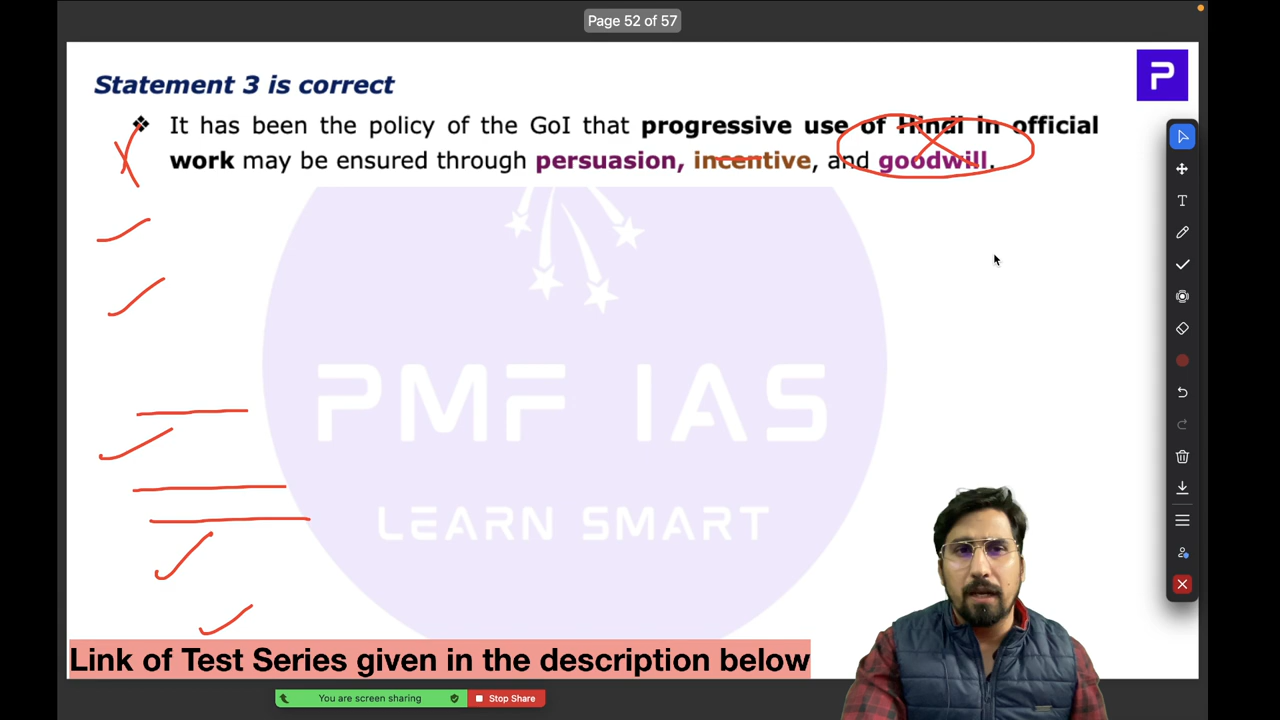 Page 52 of 57
Statement 3 is correct
It has been the policy of the GoI that progressive use of Hindi in official
work may be ensured through persuasion, incentive, and goodwill.
PMF IAS
LEARN SMART
Link of Test Series given in the description below
You are screen sharing
Stop Share